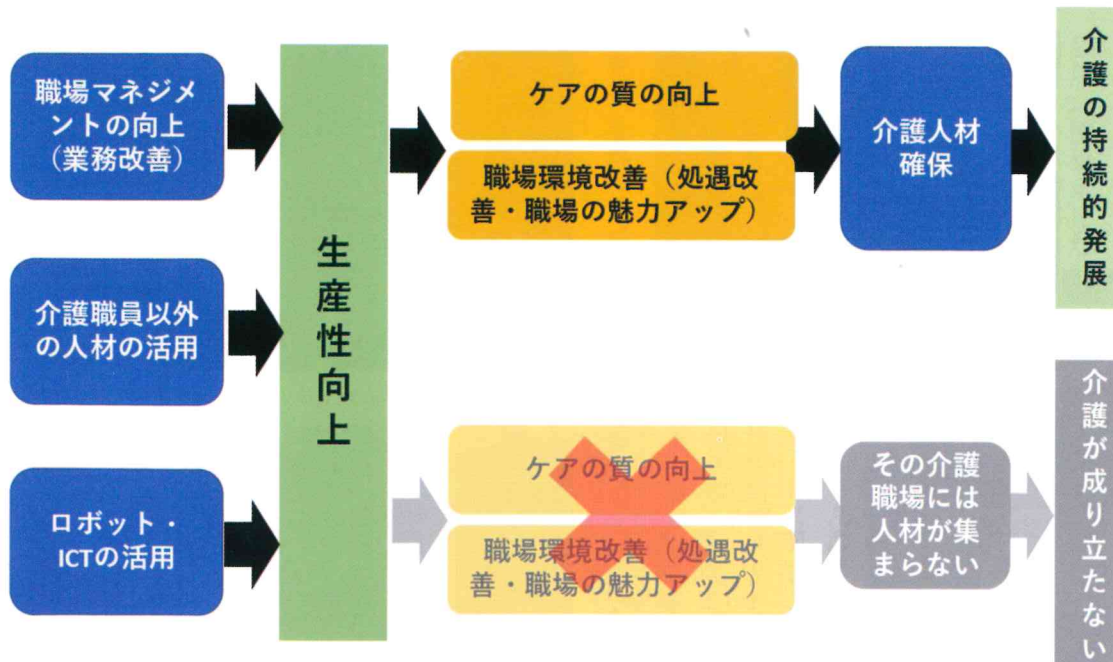 職場マネジメ
ントの向上
（業務改善）
介護職員以外
の人材の活用
ロボット・
ICTの活用
生産性向上
ケアの質の向上
職場環境改善（処遇改
善・職場の魅力アップ）
介護人材
確保
介護の持続的発展
ケアの質の向上
職場環境改善（処遇改
善・職場の魅力アップ）
その介護
職場には
人材が集
まらない
介護が成り立たない